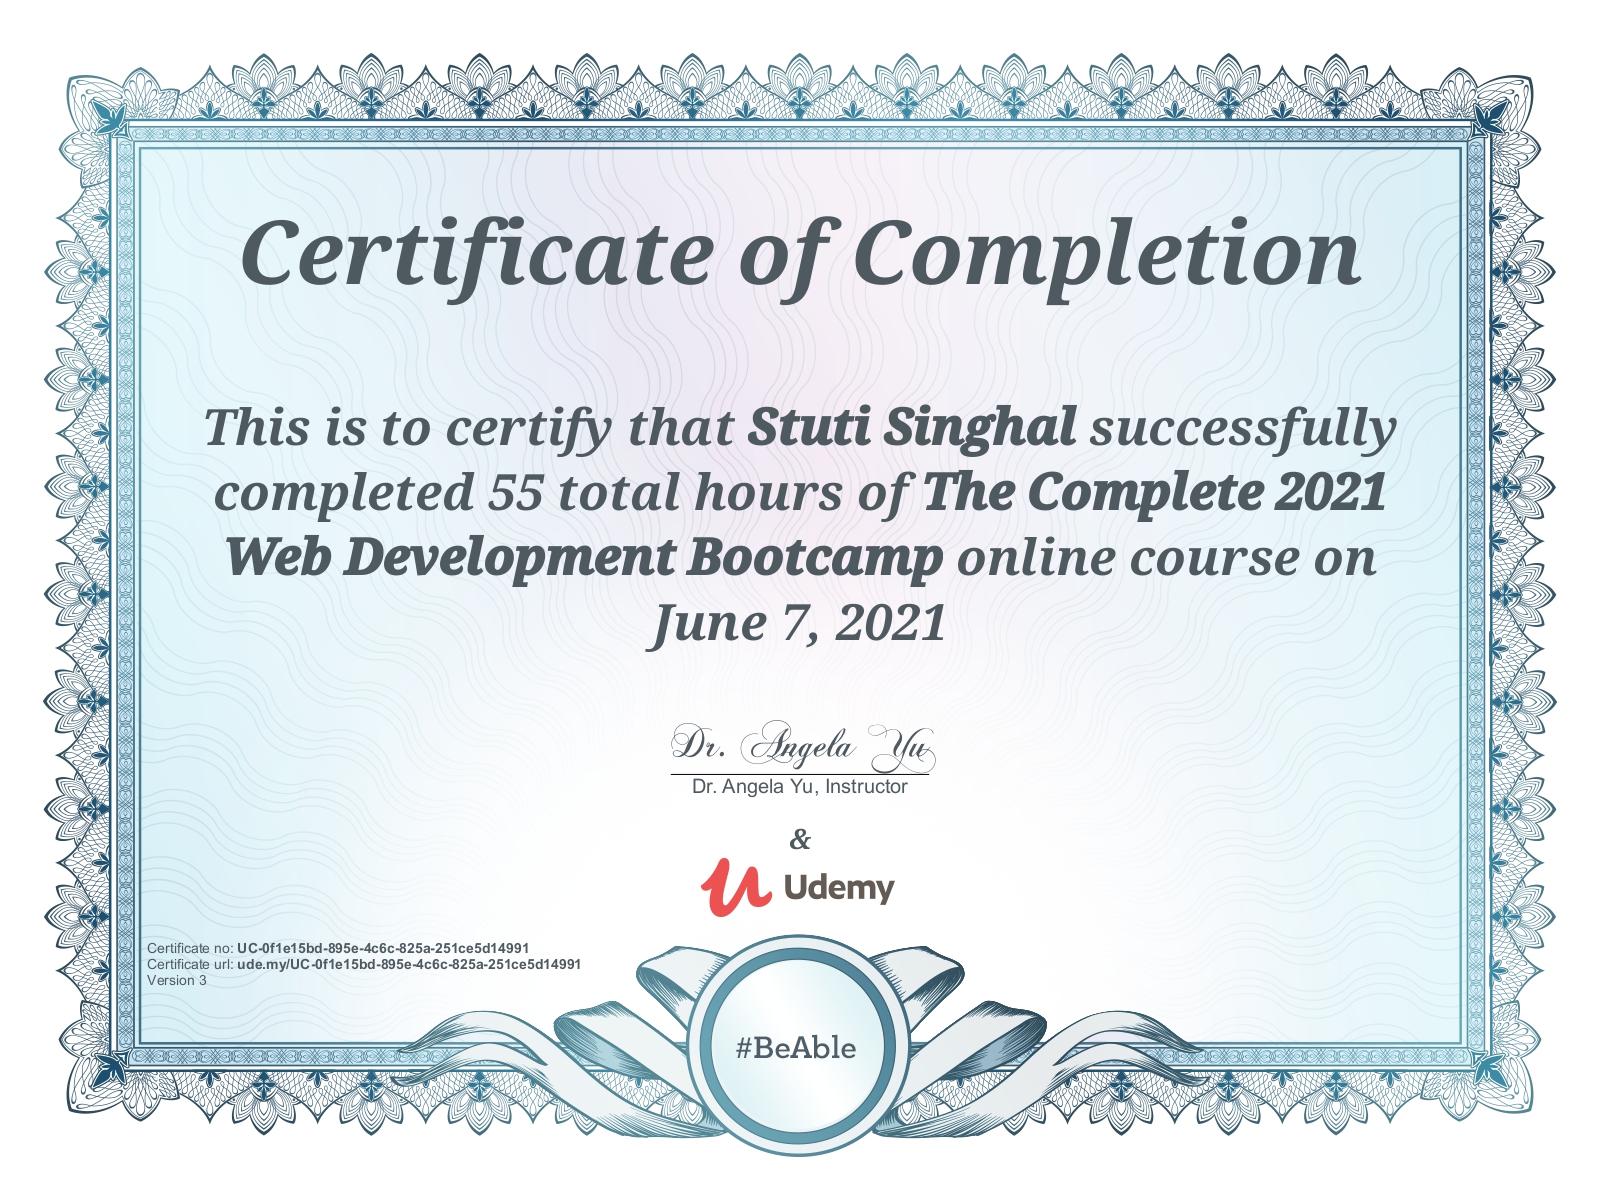 Certificate of Completion
This is to certify that Stuti Singhal successfully
completed 55 total hours of The Complete 2021
Web Development Bootcamp online course on
June 7, 2021
Dr. Angela Yu
Dr. Angela Yu, Instructor
&
Udemy
Certificate no: UC-0f1e15bd-895e-4c6c-825a-251ce5d14991
Certificate url: ude.my/UC-0f1e15bd-895e-4c6c-825a-251ce5d14991
Version 3
#BeAble